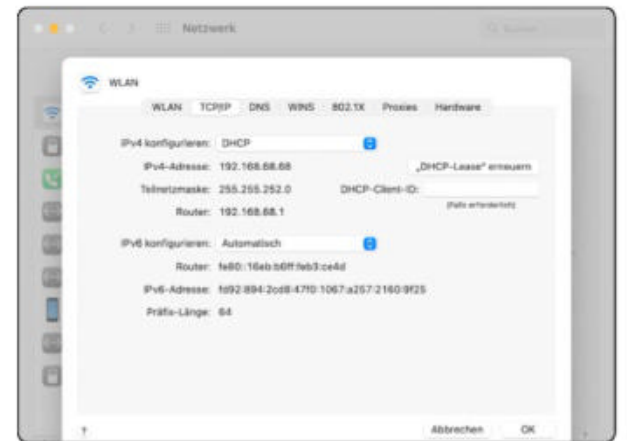 Netzwerk
Suchen
WLAN
WLAN TCP/IP DNS WINS 802.1X Proxies Hardware
IPv4 konfigurieren: DHCP
IPv4-Adresse: 192.168.68.68 „DHCP-Lease“ erneuern
Teilnetzmaske: 255.255.252.0 DHCP-Client-ID:
Router: 192.168.68.1 (Falls erforderlich)
IPv6 konfigurieren: Automatisch
Router: fe80::16eb:b6ff:feb3:ce4d
IPv6-Adresse: fd92:894:2cd8:47f0:1067:a257:2160:9f25
Präfix-Länge: 64
? Abbrechen OK